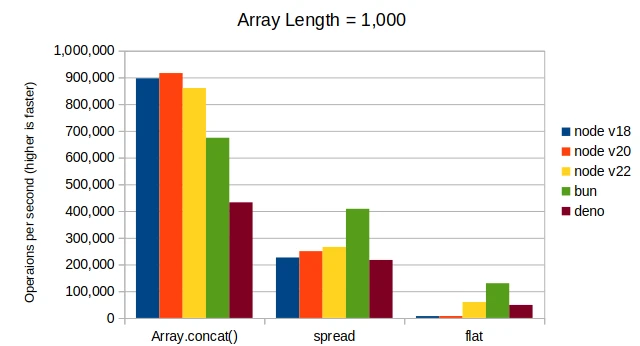 Array Length = 1,000
Operaions per second (higher is faster)
1,000,000
900,000
800,000
700,000
600,000
500,000
400,000
300,000
200,000
100,000
0
Array.concat()
spread
flat
node v18
node v20
node v22
bun
deno